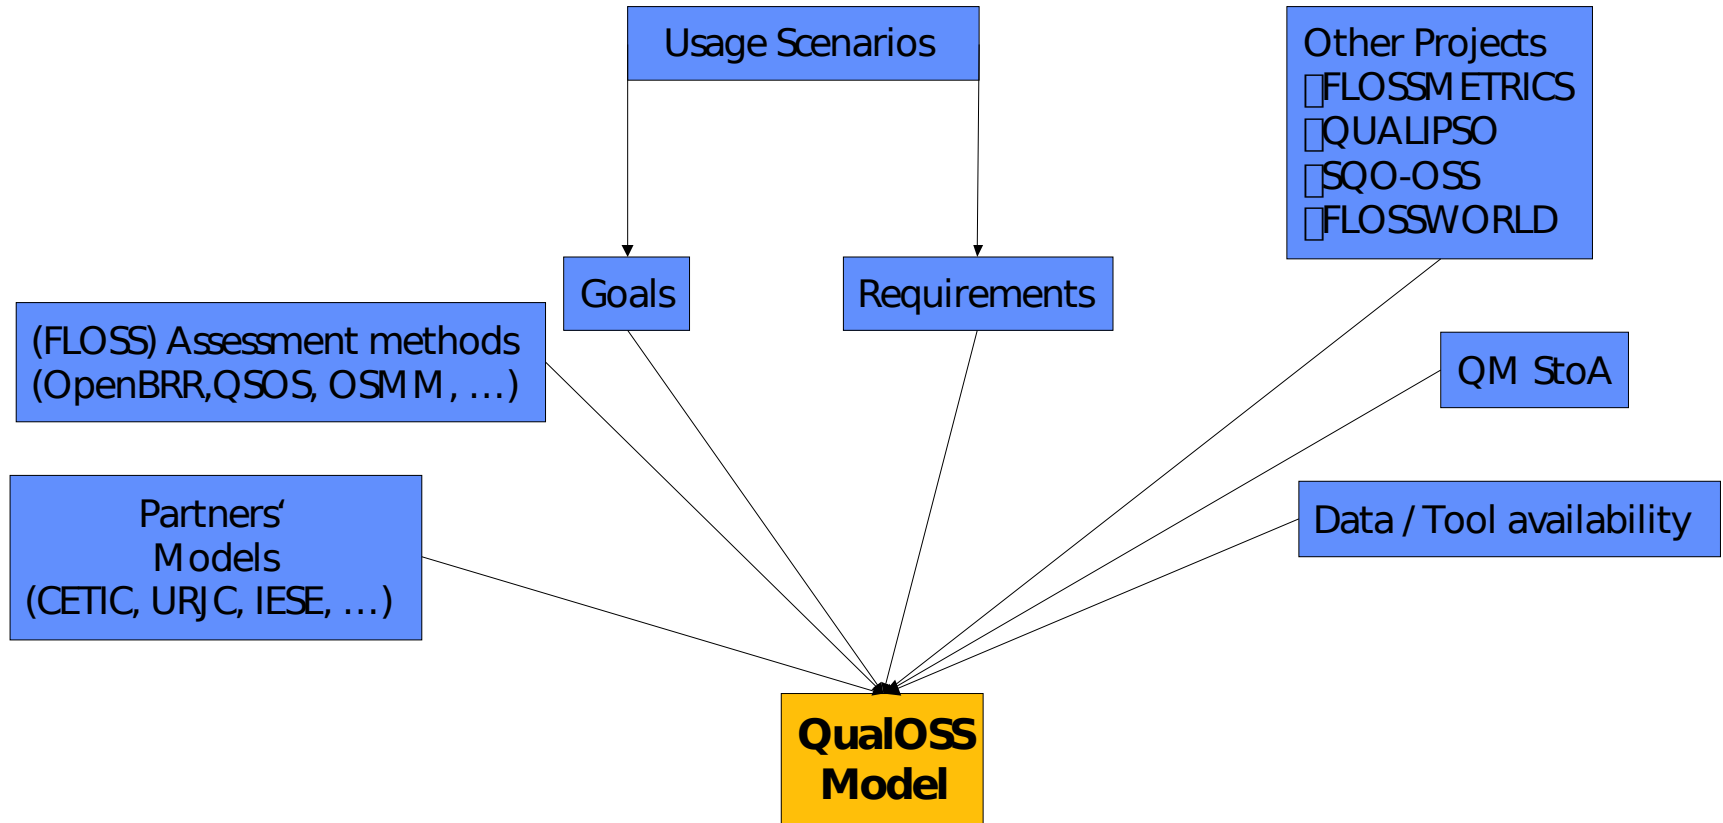 Usage Scenarios
Other Projects
FLOSSMETRICS
QUALIPSO
SQO-OSS
FLOSSWORLD
Goals
Requirements
(FLOSS) Assessment methods
(OpenBRR,QSOS, OSMM, …)
QM StoA
Partners‘
Models
(CETIC, URJC, IESE, …)
Data / Tool availability
QualOSS
Model